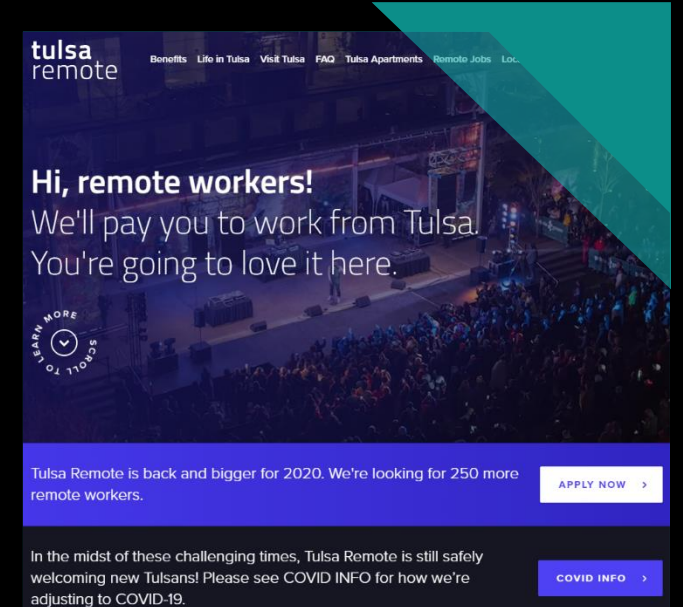 tulsa
remote
Benefits Life in Tulsa Visit Tulsa FAQ Tulsa Apartments Remote Jobs
Hi, remote workers!
We'll pay you to work from Tulsa.
You're going to love it here.
SCROLL TO LEARN MORE
Tulsa Remote is back and bigger for 2020. We're looking for 250 more
remote workers.
APPLY NOW >
In the midst of these challenging times, Tulsa Remote is still safely
welcoming new Tulsans! Please see COVID INFO for how we're
adjusting to COVID-19.
COVID INFO >